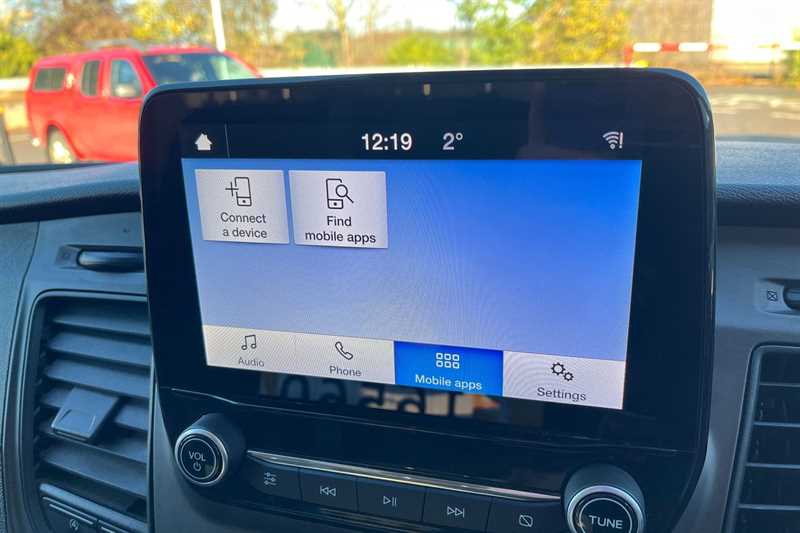 12:19 2°
Connect
a device
Find
mobile apps
Audio
Phone
Mobile apps
Settings
VOL
TUNE